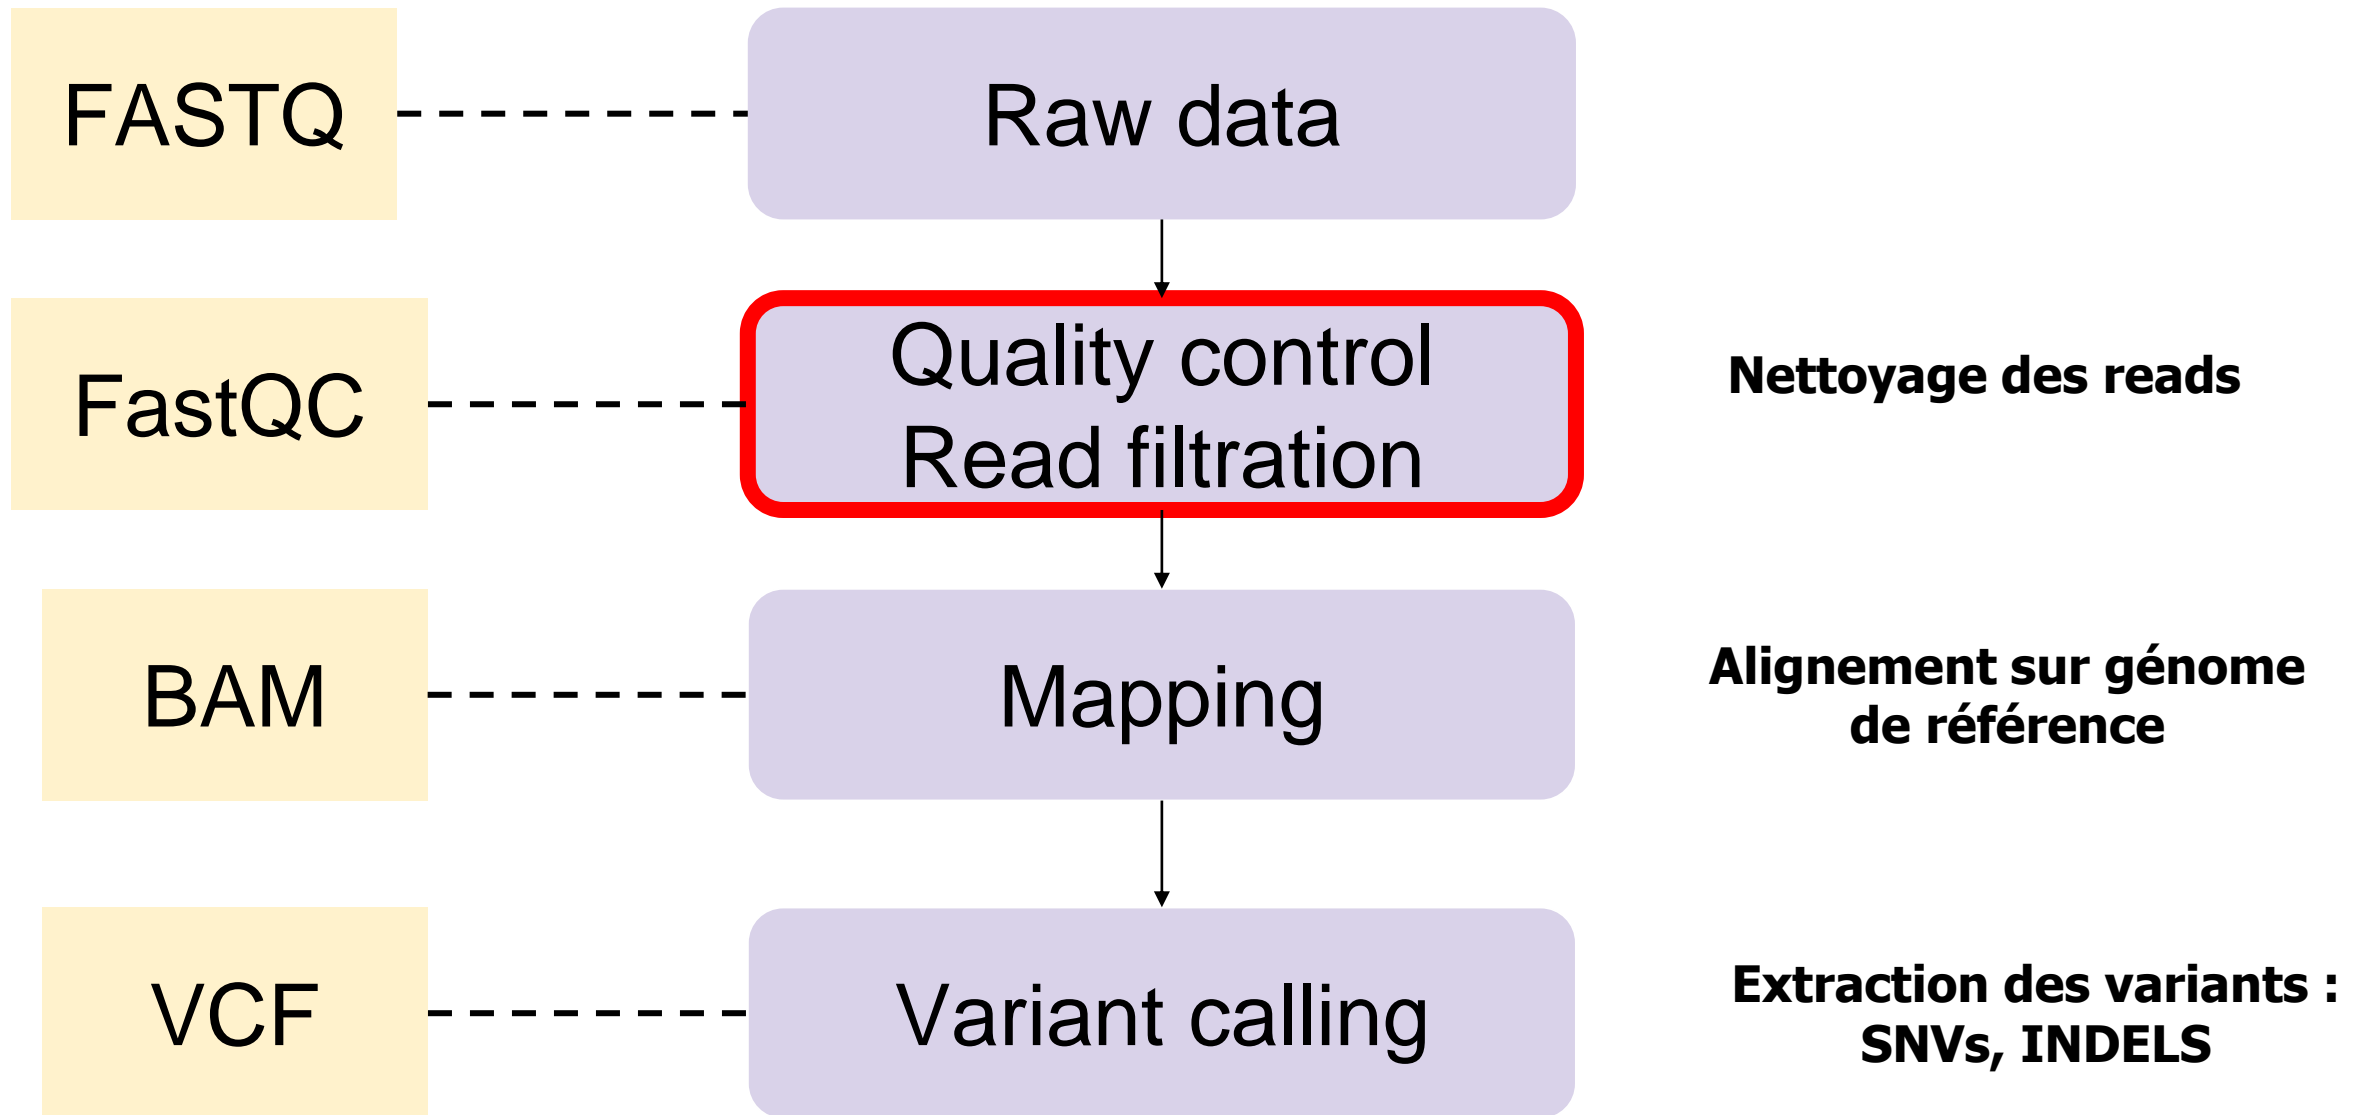 FASTQ
Raw data
FastQC
Quality control
Read filtration
Nettoyage des reads
BAM
Mapping
Alignement sur génome
de référence
VCF
Variant calling
Extraction des variants :
SNVs, INDELS